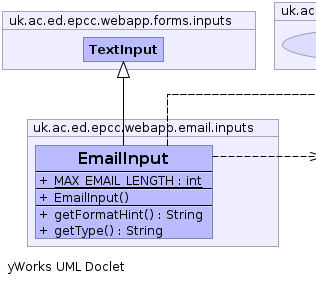 uk.ac.ed.epcc.webapp.forms.inputs
uk.ac
TextInput
uk.ac.ed.epcc.webapp.email.inputs
EmailInput
+ MAX_EMAIL_LENGTH : int
+ EmailInput()
+ getFormatHint() : String
+ getType() : String
yWorks UML Doclet